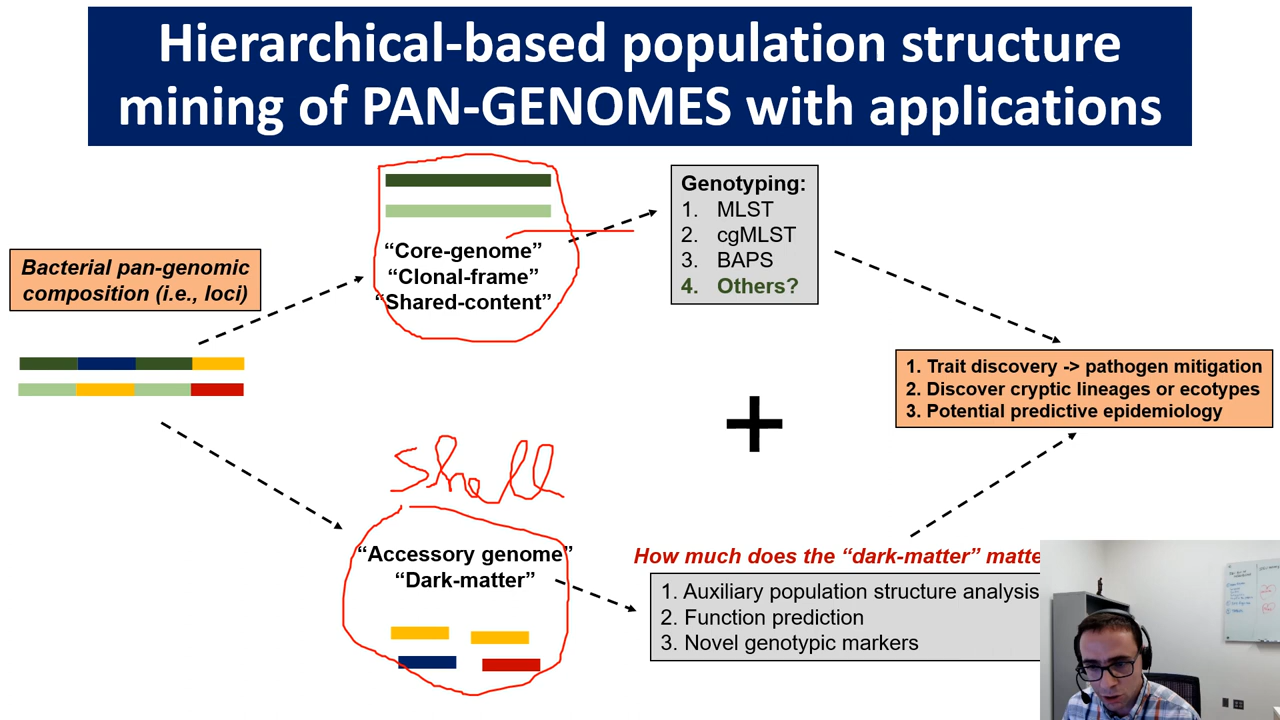 Hierarchical-based population structure
mining of PAN-GENOMES with applications
Bacterial pan-genomic
composition (i.e., loci)
“Core-genome”
“Clonal-frame”
“Shared-content”
Genotyping:
1. MLST
2. cgMLST
3. BAPS
4. Others?
1. Trait discovery -> pathogen mitigation
2. Discover cryptic lineages or ecotypes
3. Potential predictive epidemiology
+
Shell
“Accessory genome”
“Dark-matter”
How much does the “dark-matter” matte
1. Auxiliary population structure analysis
2. Function prediction
3. Novel genotypic markers